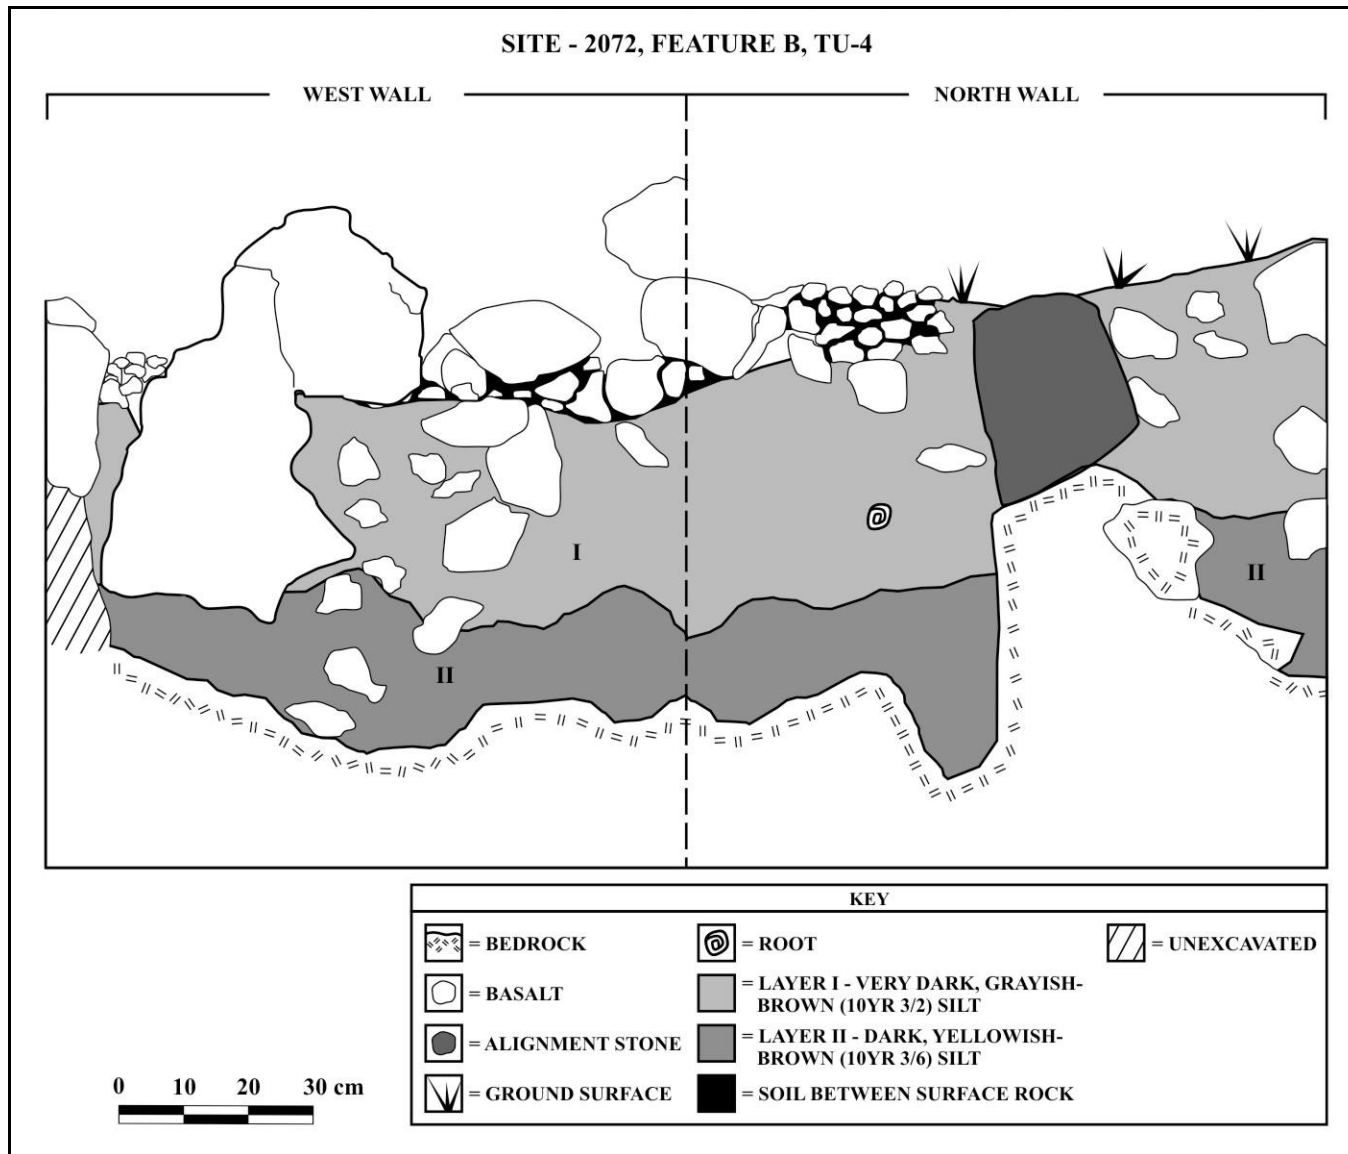 SITE - 2072, FEATURE B, TU-4
WEST WALL
NORTH WALL
I
II
II
KEY
= BEDROCK
= ROOT
= UNEXCAVATED
= BASALT
= LAYER I - VERY DARK, GRAYISH-
BROWN (10YR 3/2) SILT
= ALIGNMENT STONE
= LAYER II - DARK, YELLOWISH-
BROWN (10YR 3/6) SILT
= GROUND SURFACE
= SOIL BETWEEN SURFACE ROCK
0 10 20 30 cm